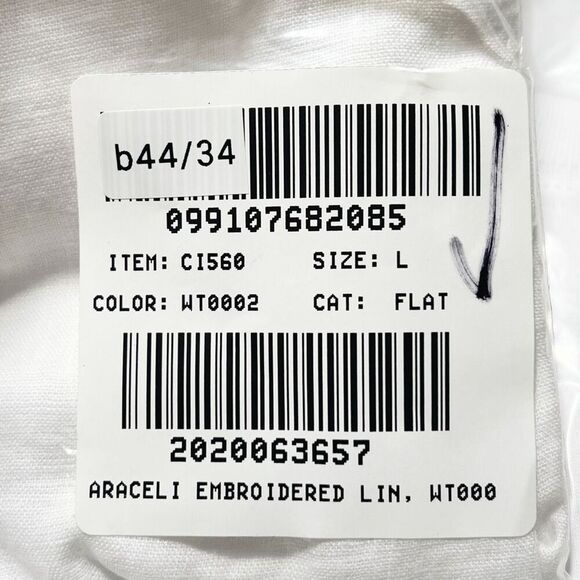 b44/34
099107682085
ITEM: CI560 SIZE: L
COLOR: WT0002 CAT: FLAT
2020063657
ARACELI EMBROIDERED LIN, WT000